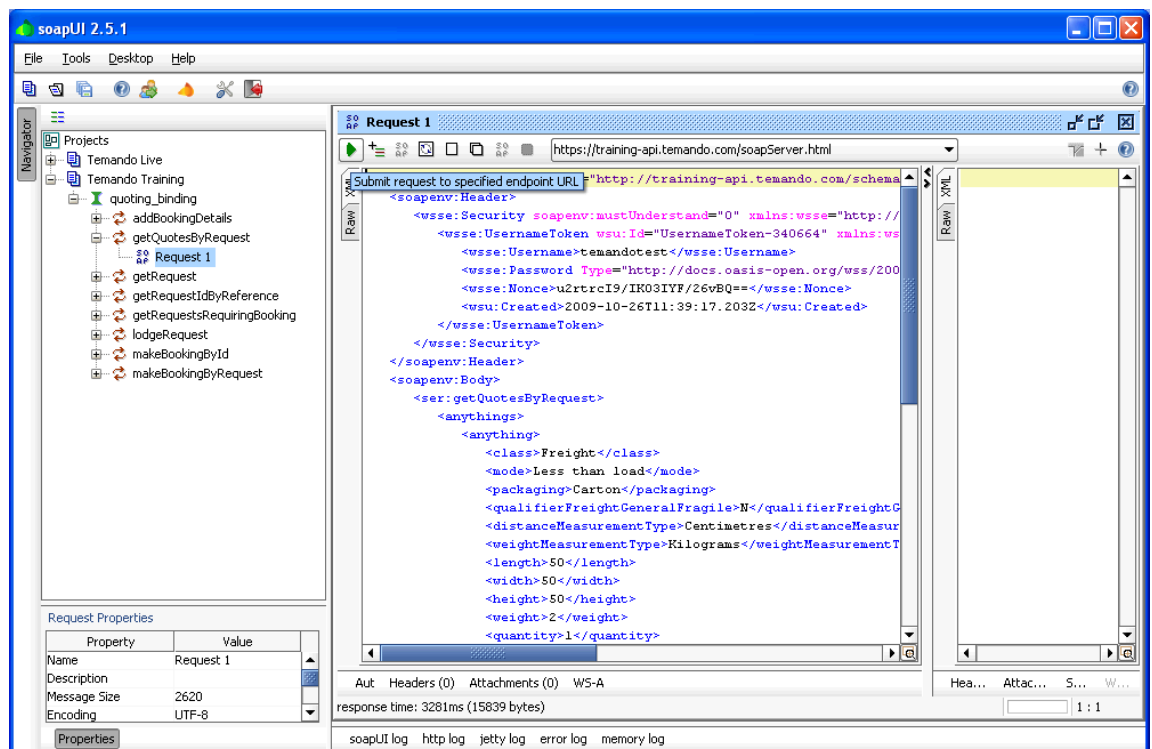 soapUI 2.5.1
File Tools Desktop Help
Navigator
Projects
Temando Live
Temando Training
quoting_binding
addBookingDetails
getQuotesByRequest
SO AP Request 1
getRequest
getRequestIdByReference
getRequestsRequiringBooking
lodgeRequest
makeBookingById
makeBookingByRequest
Request Properties
Property Value
Name Request 1
Description
Message Size 2620
Encoding UTF-8
Properties
SO AP Request 1
https://training-api.temando.com/soapServer.html
XML
Raw
Submit request to specified endpoint URL
="http://training-api.temando.com/schema
<soapenv:Header>
<wsse:Security soapenv:mustUnderstand="0" xmlns:wsse="http://
<wsse:UsernameToken wsu:Id="UsernameToken-340664" xmlns:ws
<wsse:Username>temandotest</wsse:Username>
<wsse:Password Type="http://docs.oasis-open.org/wss/200
<wsse:Nonce>u2rtrcI9/IKO3IYF/26vBQ==</wsse:Nonce>
<wsu:Created>2009-10-26T11:39:17.203Z</wsu:Created>
</wsse:UsernameToken>
</wsse:Security>
</soapenv:Header>
<soapenv:Body>
<ser:getQuotesByRequest>
<anythings>
<anything>
<class>Freight</class>
<mode>Less than load</mode>
<packaging>Carton</packaging>
<qualifierFreightGeneralFragile>N</qualifierFreightG
<distanceMeasurementType>Centimetres</distanceMeasur
<weightMeasurementType>Kilograms</weightMeasurementT
<length>50</length>
<width>50</width>
<height>50</height>
<weight>2</weight>
<quantity>1</quantity>
Aut Headers (0) Attachments (0) WS-A
XML
Raw
Hea... Attac... S... W...
response time: 3281ms (15839 bytes)
1 : 1
soapUI log http log jetty log error log memory log